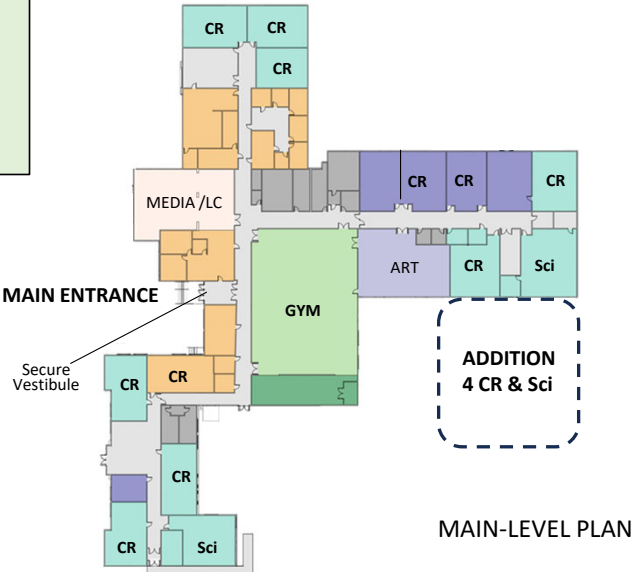 CR
CR
CR
MEDIA /LC
CR
CR
CR
MAIN ENTRANCE
GYM
ART
CR
Sci
Secure
Vestibule
CR
CR
ADDITION
4 CR & Sci
CR
CR
Sci
MAIN-LEVEL PLAN